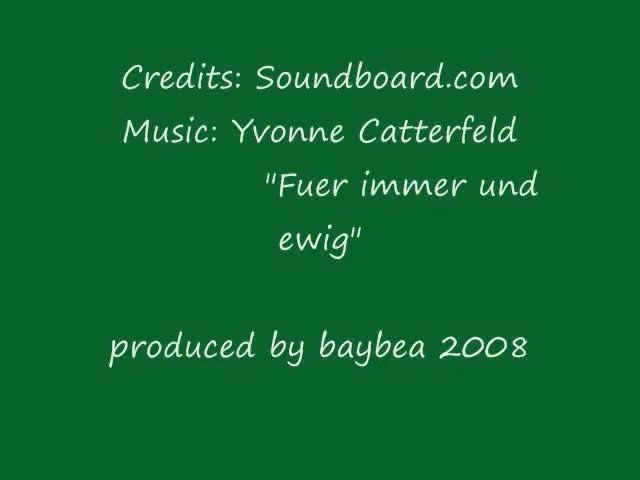 Credits: Soundboard.com
Music: Yvonne Catterfeld
"Fuer immer und
ewig"
produced by baybea 2008